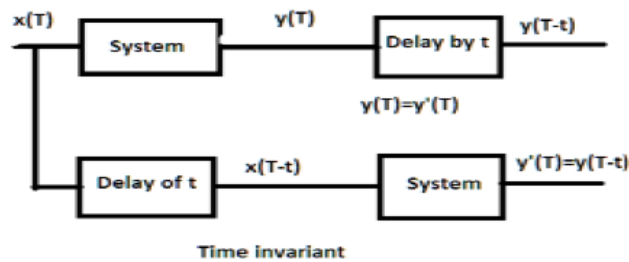 x(T)
System
y(T)
Delay by t
y(T-t)
y(T)=y'(T)
Delay of t
x(T-t)
System
y'(T)=y(T-t)
Time invariant